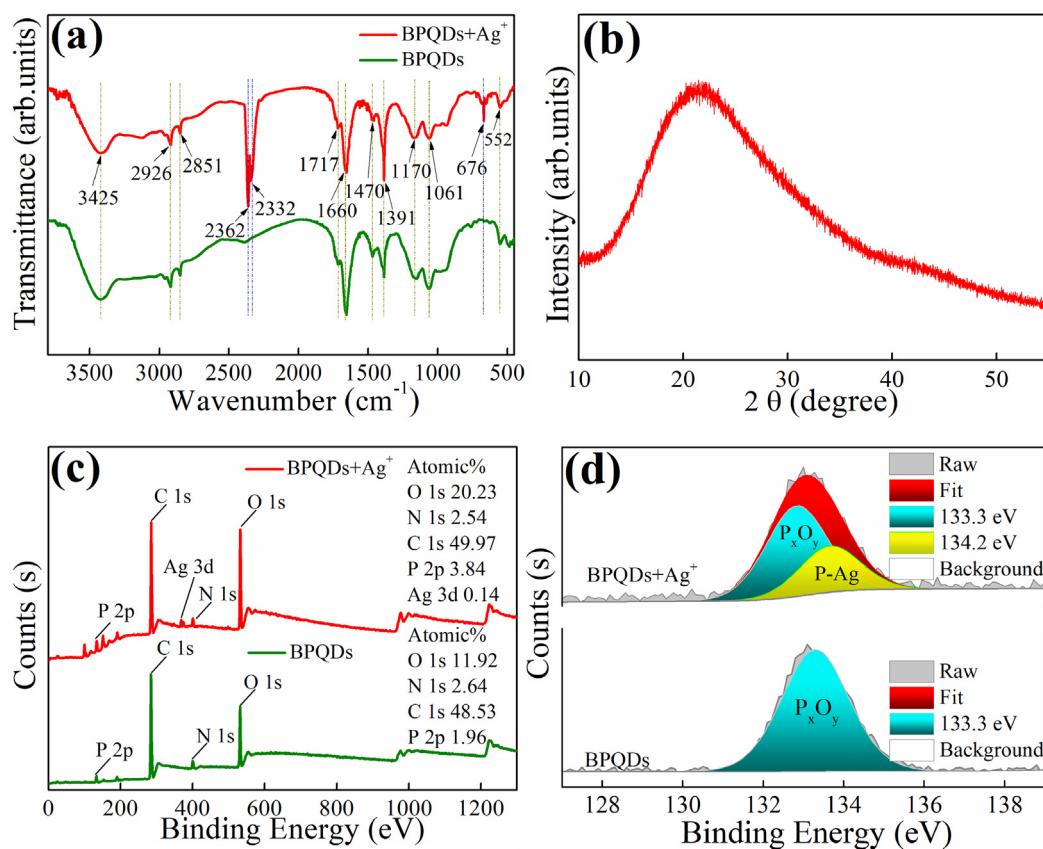 (a)
BPQDs+Ag⁺
BPQDs
3425
2926
2851
2362
2332
1717
1660
1470
1391
1170
1061
676
552
Transmittance (arb.units)
3500 3000 2500 2000 1500 1000 500
Wavenumber (cm⁻¹)
(b)
Intensity (arb.units)
10 20 30 40 50
2 θ (degree)
(c)
BPQDs+Ag⁺
Atomic%
O 1s 20.23
N 1s 2.54
C 1s 49.97
P 2p 3.84
Ag 3d 0.14
C 1s
O 1s
Ag 3d
N 1s
P 2p
BPQDs
Atomic%
O 1s 11.92
N 1s 2.64
C 1s 48.53
P 2p 1.96
C 1s
O 1s
N 1s
P 2p
Counts (s)
0 200 400 600 800 1000 1200
Binding Energy (eV)
(d)
Raw
Fit
133.3 eV
134.2 eV
Background
PₓOᵧ
P-Ag
BPQDs+Ag⁺
Raw
Fit
133.3 eV
Background
PₓOᵧ
BPQDs
Counts (s)
128 130 132 134 136 138
Binding Energy (eV)